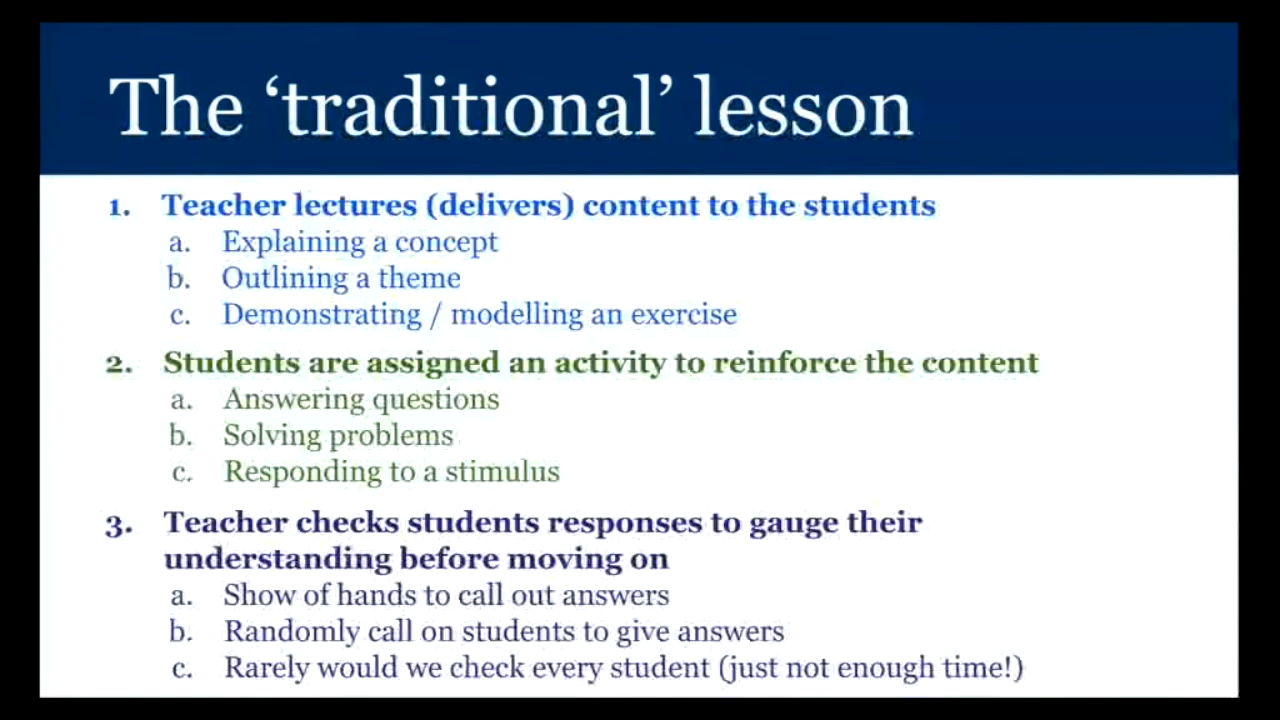 The ‘traditional’ lesson
1. Teacher lectures (delivers) content to the students
a. Explaining a concept
b. Outlining a theme
c. Demonstrating / modelling an exercise
2. Students are assigned an activity to reinforce the content
a. Answering questions
b. Solving problems
c. Responding to a stimulus
3. Teacher checks students responses to gauge their
understanding before moving on
a. Show of hands to call out answers
b. Randomly call on students to give answers
c. Rarely would we check every student (just not enough time!)